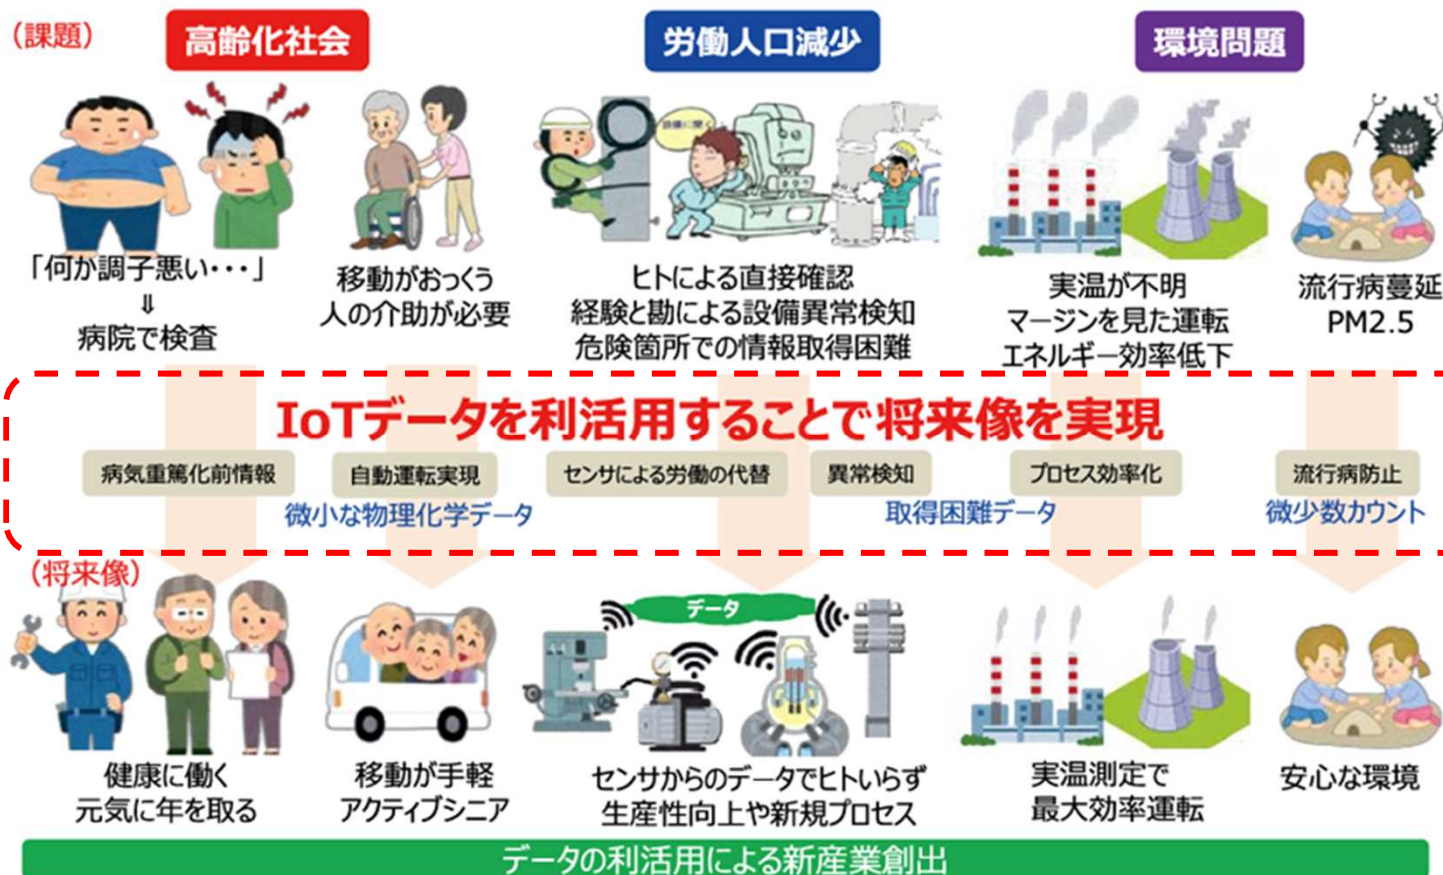 (課題)
高齢化社会
労働人口減少
環境問題
「何か調子悪い・・・」
⇓
病院で検査
移動がおっくう
人の介助が必要
ヒトによる直接確認
経験と勘による設備異常検知
危険箇所での情報取得困難
実温が不明
マージンを見た運転
エネルギー効率低下
流行病蔓延
PM2.5
IoTデータを利活用することで将来像を実現
病気重篤化前情報
自動運転実現
センサによる労働の代替
異常検知
プロセス効率化
流行病防止
微小な物理化学データ
取得困難データ
微少数カウント
(将来像)
データ
健康に働く
元気に年を取る
移動が手軽
アクティブシニア
センサからのデータでヒトいらず
生産性向上や新規プロセス
実温測定で
最大効率運転
安心な環境
データの利活用による新産業創出